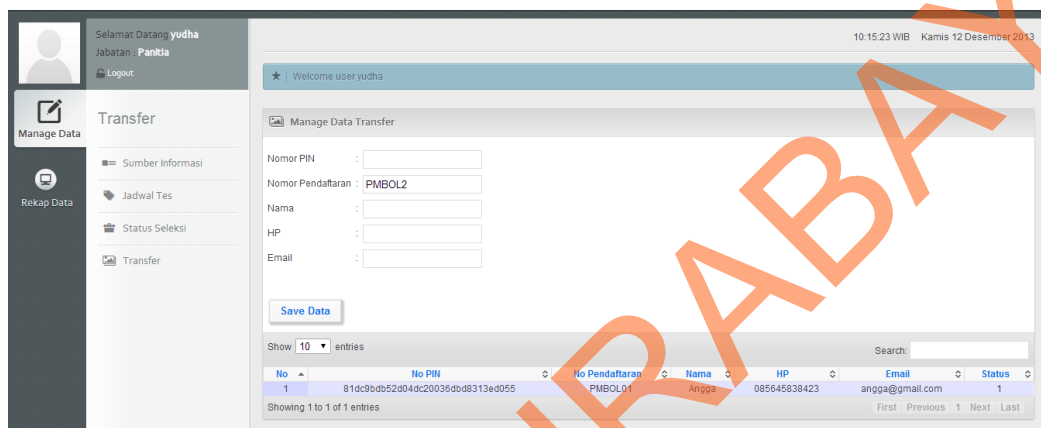 Selamat Datang yudha
Jabatan : Panitia
Logout
10:15:23 WIB Kamis 12 Desember 2013
Welcome user yudha
Manage Data
Rekap Data
Transfer
Sumber Informasi
Jadwal Tes
Status Seleksi
Transfer
Manage Data Transfer
Nomor PIN :
Nomor Pendaftaran : PMBOL2
Nama :
HP :
Email :
Save Data
Show 10 entries
Search:
No No PIN No Pendaftaran Nama HP Email Status
1 81dc9bdb52d04dc20036dbd8313ed055 PMBOL01 Angga 085645838423 angga@gmail.com 1
Showing 1 to 1 of 1 entries
First Previous 1 Next Last
RABAY